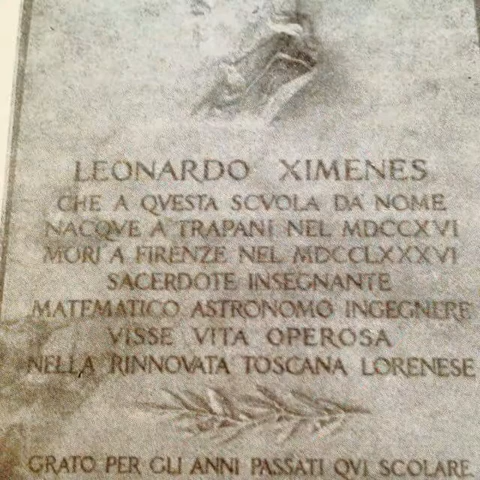 LEONARDO XIMENES
CHE A QVESTA SCVOLA DA NOME
NACQVE A TRAPANI NEL MDCCXVI
MORI A FIRENZE NEL MDCCLXXXVI
SACERDOTE INSEGNANTE
MATEMATICO ASTRONOMO INGEGNERE
VISSE VITA OPEROSA
NELLA RINNOVATA TOSCANA LORENESE
GRATO PER GLI ANNI PASSATI QVI SCOLARE